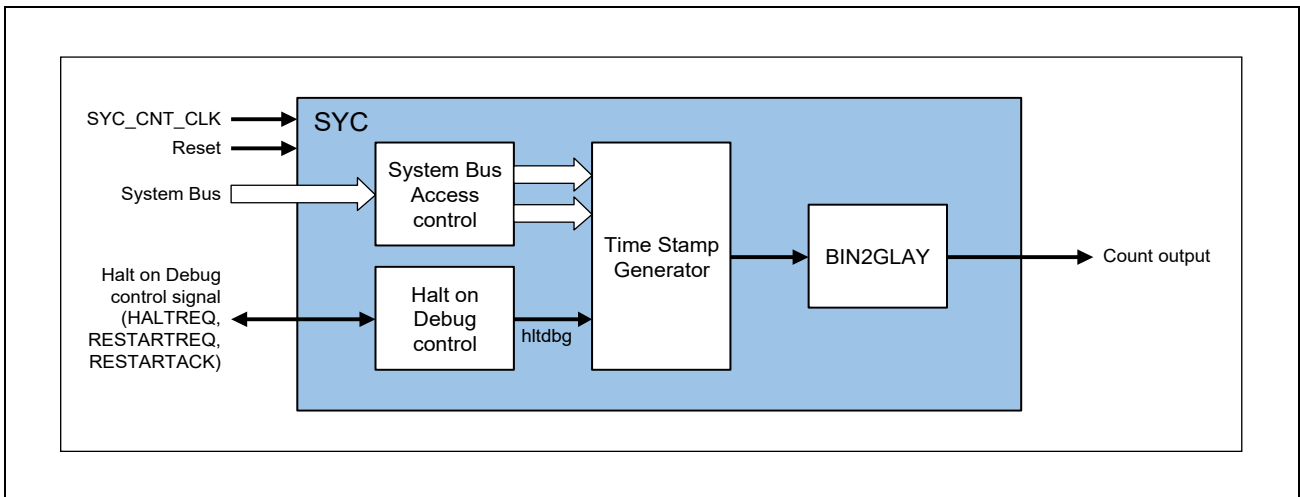 SYC_CNT_CLK
Reset
System Bus
Halt on Debug
control signal
(HALTREQ,
RESTARTREQ,
RESTARTACK)
SYC
System Bus
Access
control
Halt on
Debug
control
hltdbg
Time Stamp
Generator
BIN2GLAY
Count output